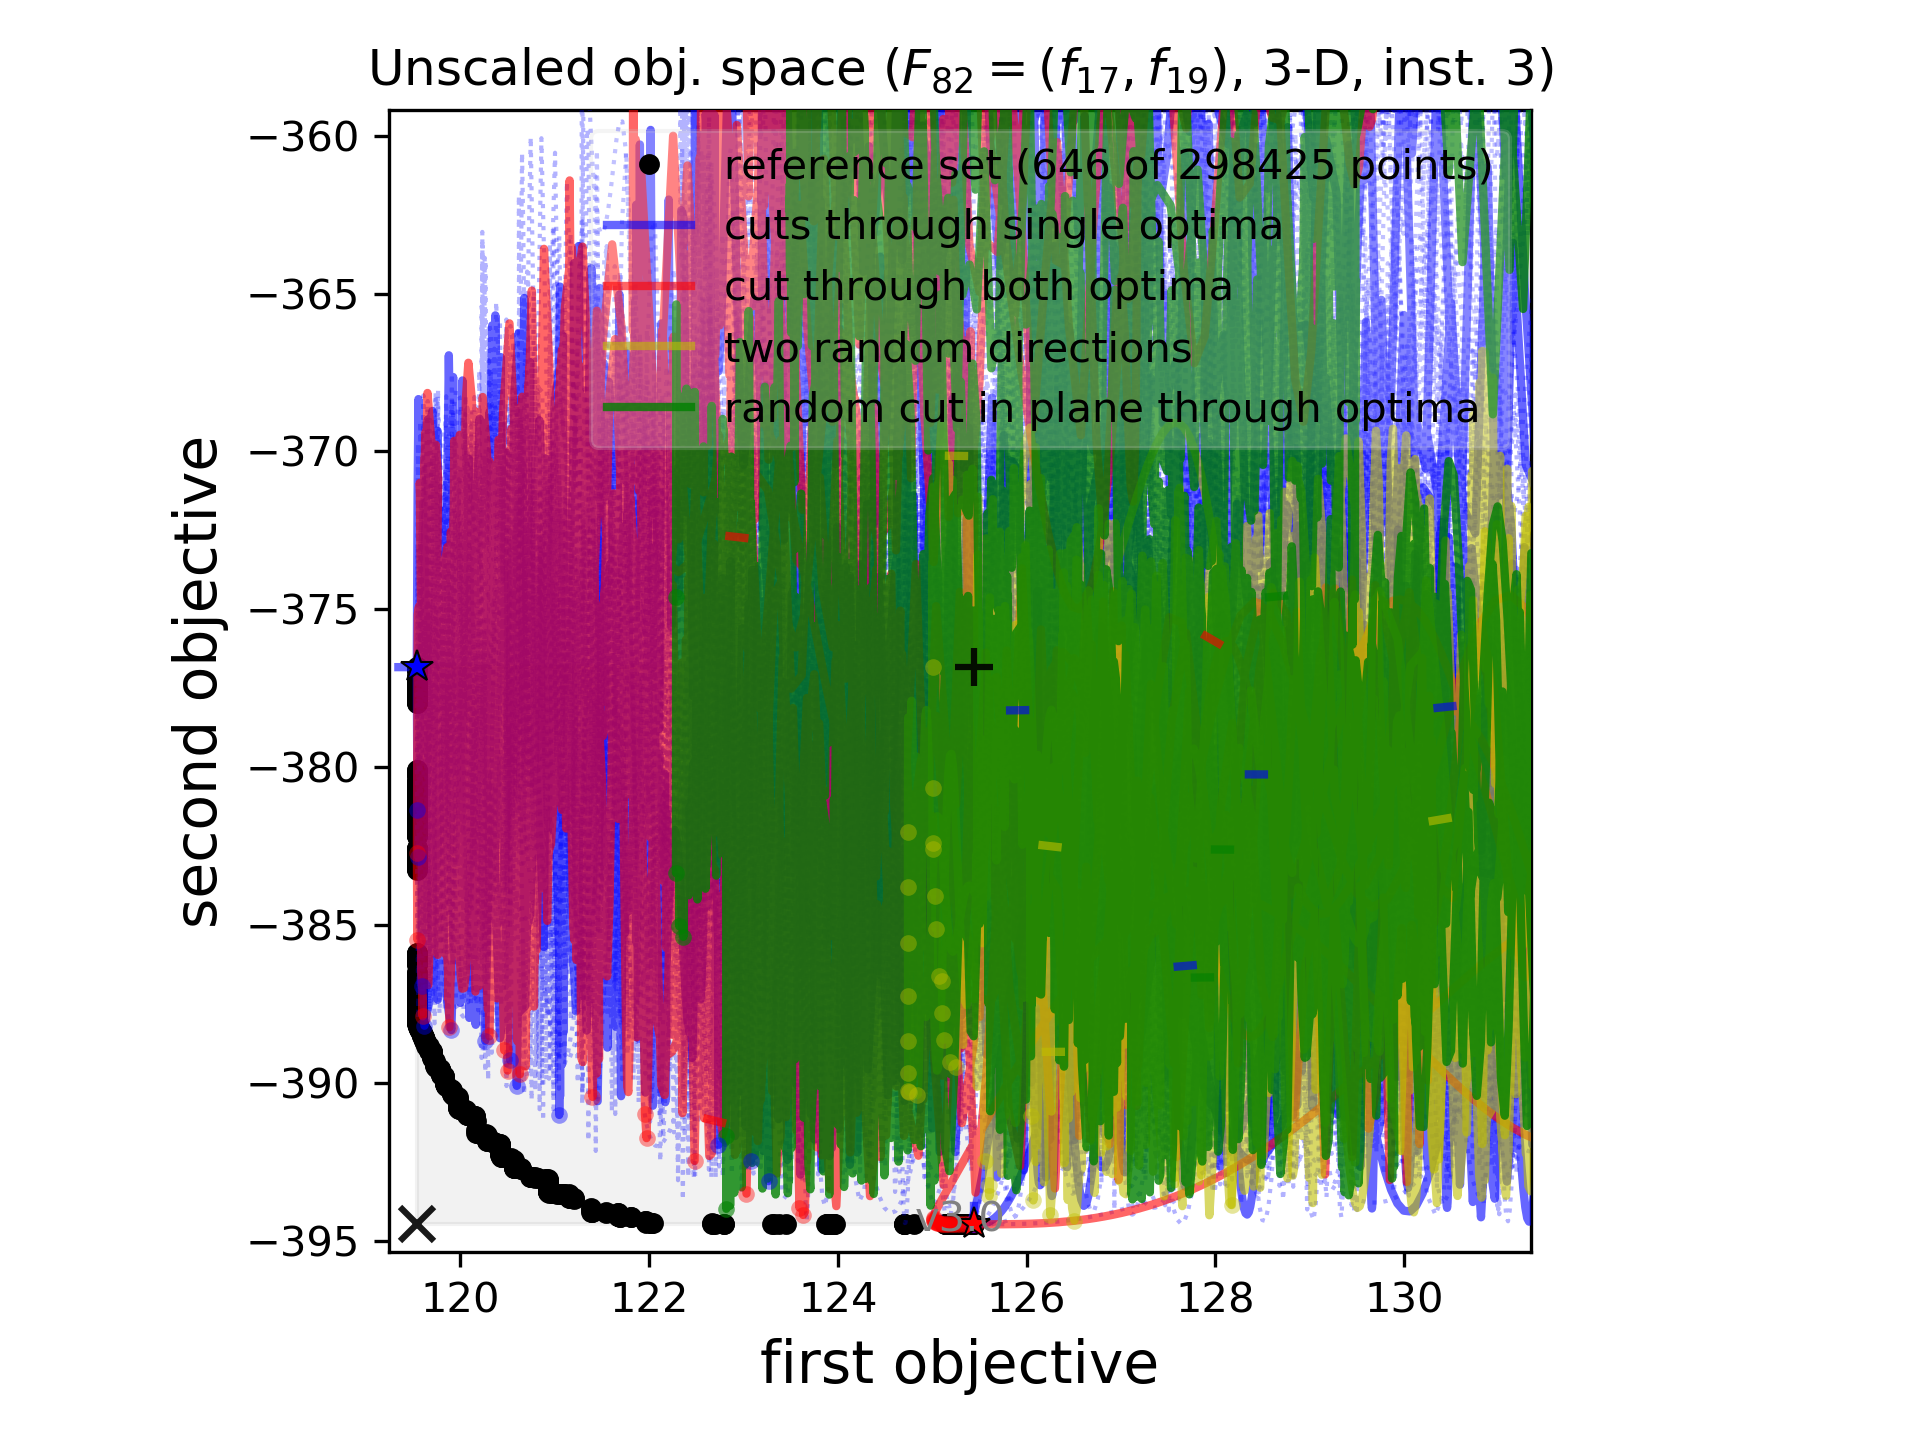 Unscaled obj. space (F82 = (f17, f19), 3-D, inst. 3)
reference set (646 of 298425 points)
cuts through single optima
cut through both optima
two random directions
random cut in plane through optima
second objective
−360
−365
−370
−375
−380
−385
−390
−395
v3.0
120 122 124 126 128 130
first objective